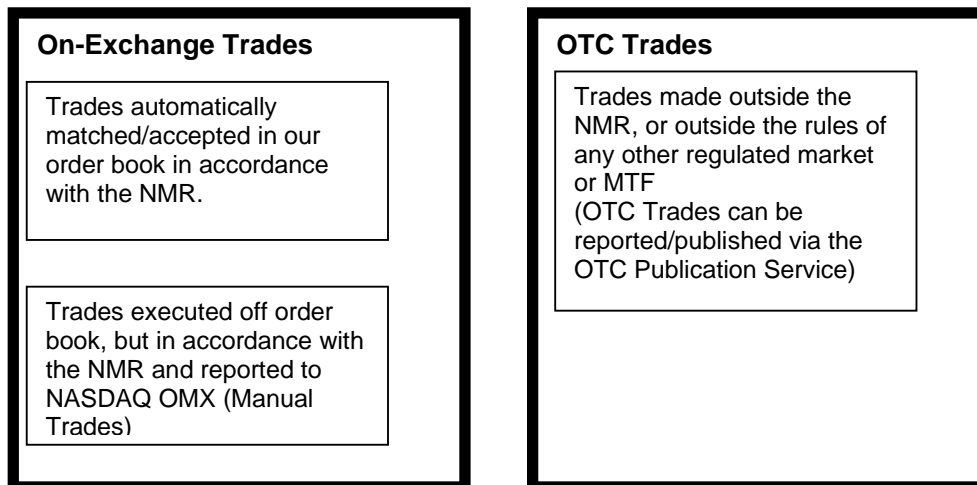 On-Exchange Trades
Trades automatically
matched/accepted in our
order book in accordance
with the NMR.
Trades executed off order
book, but in accordance with
the NMR and reported to
NASDAQ OMX (Manual
Trades)
OTC Trades
Trades made outside the
NMR, or outside the rules of
any other regulated market
or MTF
(OTC Trades can be
reported/published via the
OTC Publication Service)